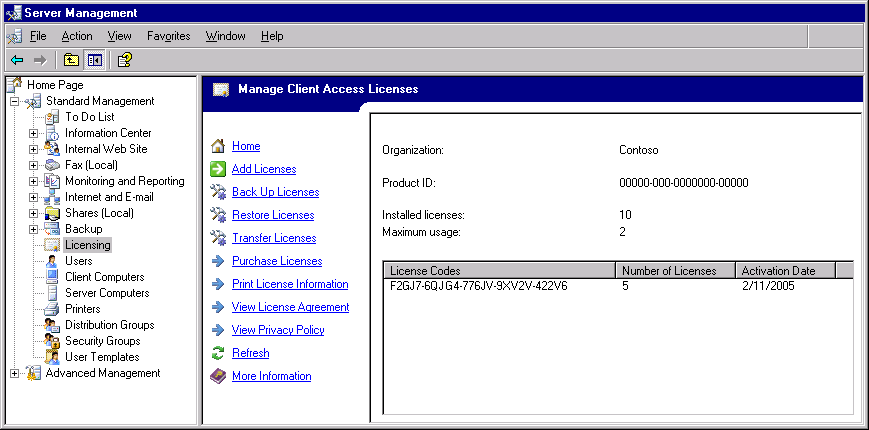 Server Management
File Action View Favorites Window Help
Home Page
Standard Management
To Do List
Information Center
Internal Web Site
Fax (Local)
Monitoring and Reporting
Internet and E-mail
Shares (Local)
Backup
Licensing
Users
Client Computers
Server Computers
Printers
Distribution Groups
Security Groups
User Templates
Advanced Management
Manage Client Access Licenses
Home
Add Licenses
Back Up Licenses
Restore Licenses
Transfer Licenses
Purchase Licenses
Print License Information
View License Agreement
View Privacy Policy
Refresh
More Information
Organization: Contoso
Product ID: 00000-000-0000000-00000
Installed licenses: 10
Maximum usage: 2
License Codes Number of Licenses Activation Date
F2GJ7-6QJG4-776JV-9XV2V-422V6 5 2/11/2005